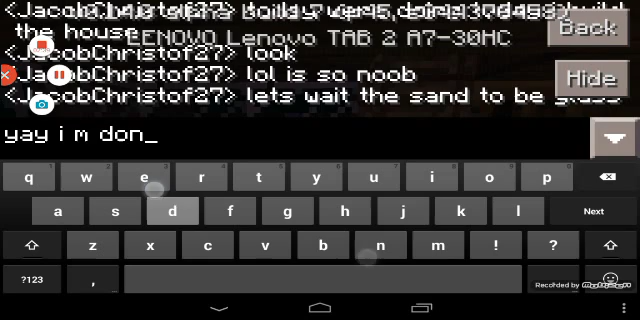 <JacobChristof27>
the house
LENOVO Lenovo TAB 2 A7-30HC
Back
<JacobChristof27> look
<JacobChristof27> lol is so noob
Hide
<JacobChristof27> lets wait the sand to be glass
yay i m don_
q w e r t y u i o p
a s d f g h j k l Next
z x c v b n m ! ?
?123 , ...
Recorded by